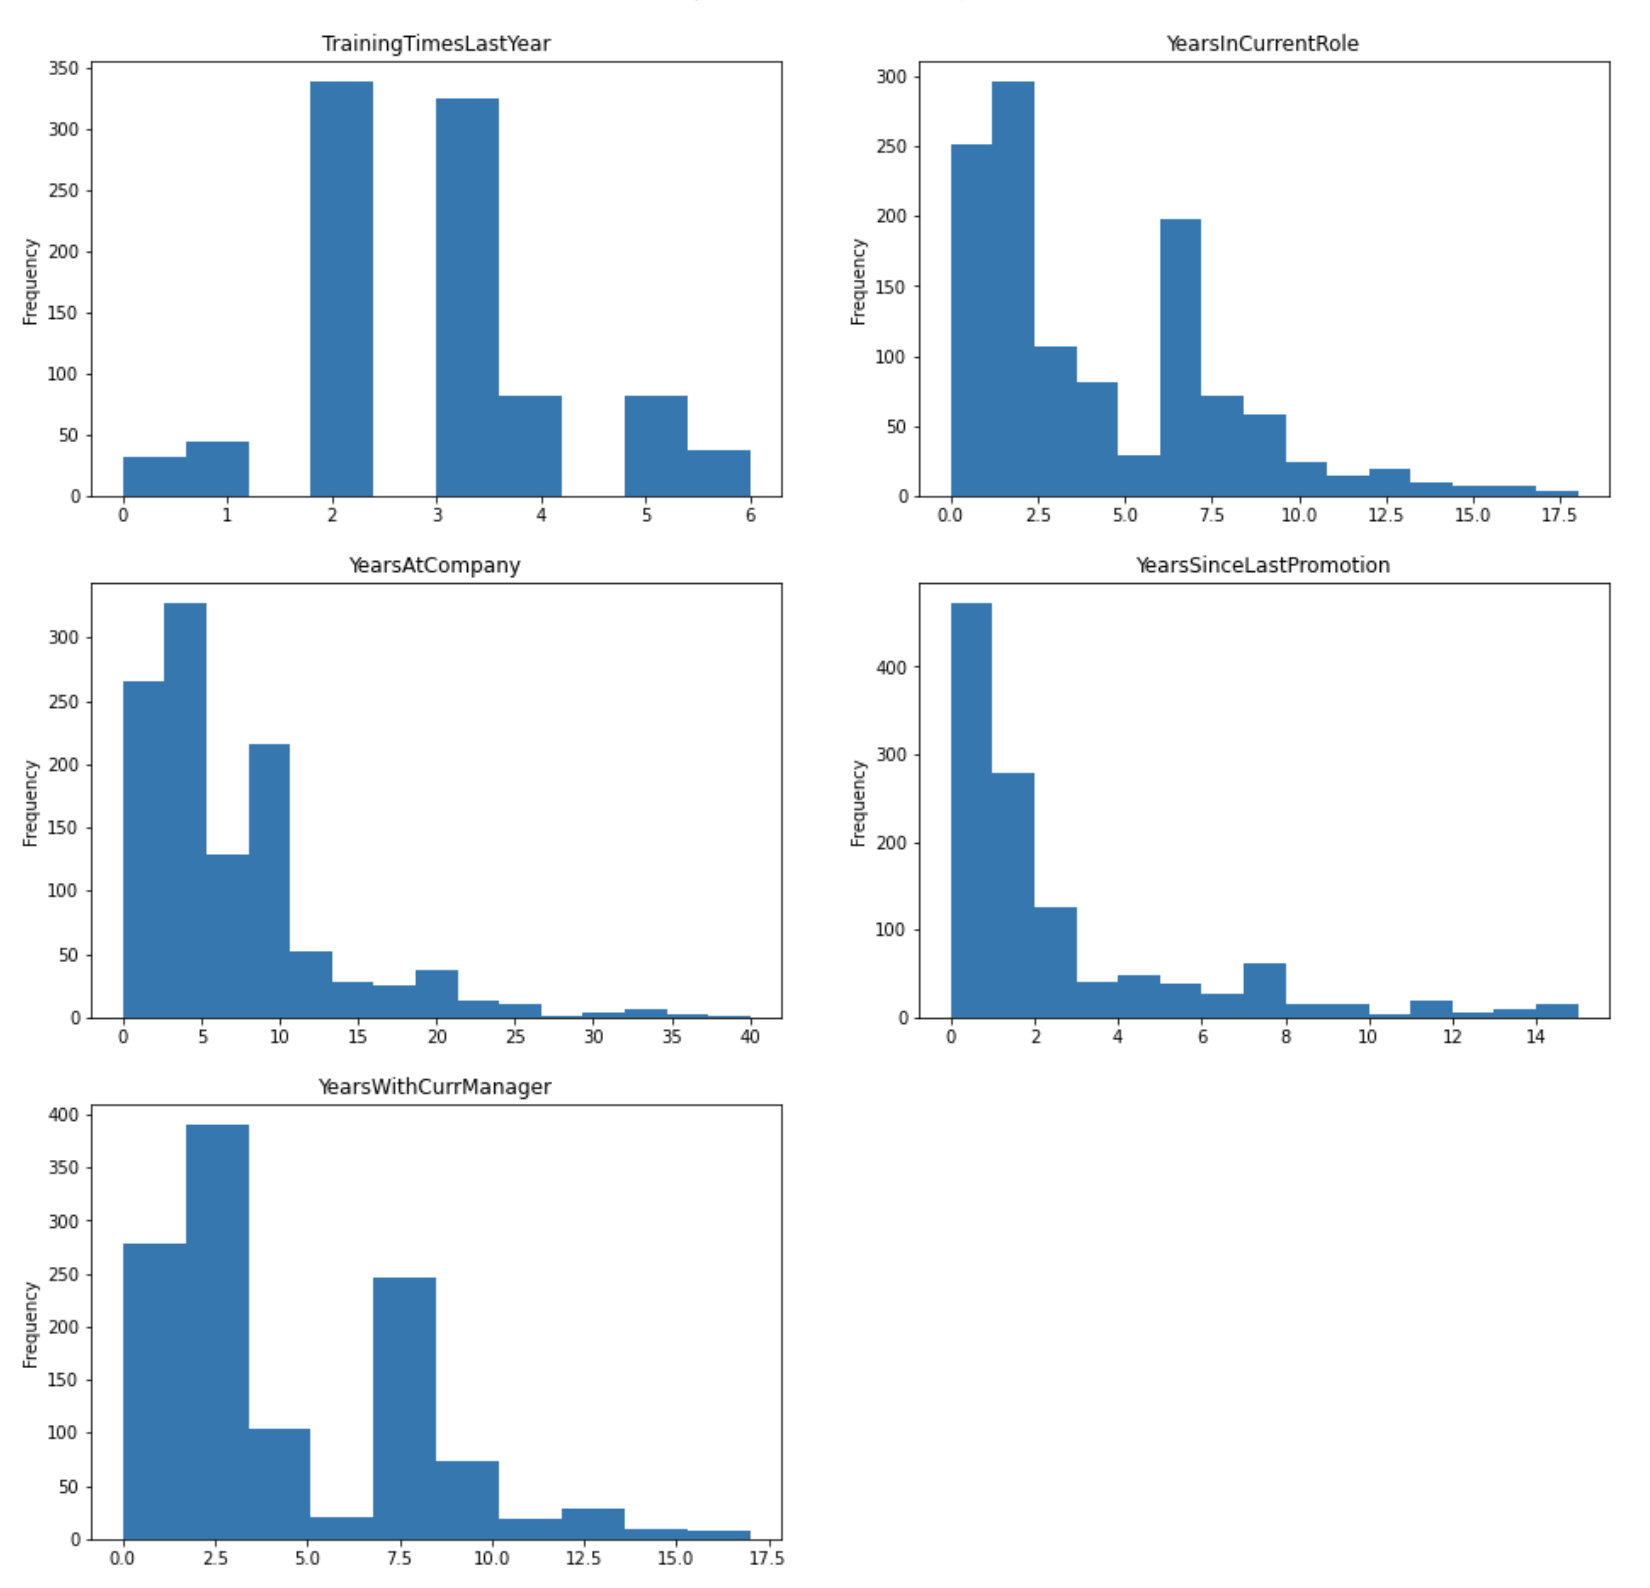 TrainingTimesLastYear
350
300
250
200
150
100
50
0
Frequency
0 1 2 3 4 5 6
YearsInCurrentRole
300
250
200
150
100
50
0
Frequency
0.0 2.5 5.0 7.5 10.0 12.5 15.0 17.5
YearsAtCompany
300
250
200
150
100
50
0
Frequency
0 5 10 15 20 25 30 35 40
YearsSinceLastPromotion
400
300
200
100
0
Frequency
0 2 4 6 8 10 12 14
YearsWithCurrManager
400
350
300
250
200
150
100
50
0
Frequency
0.0 2.5 5.0 7.5 10.0 12.5 15.0 17.5